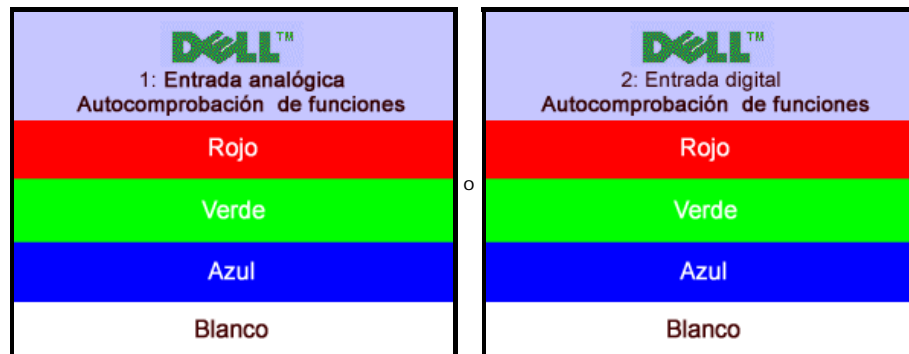 DELL™
1: Entrada analógica
Autocomprobación de funciones
Rojo
Verde
Azul
Blanco
o
DELL™
2: Entrada digital
Autocomprobación de funciones
Rojo
Verde
Azul
Blanco